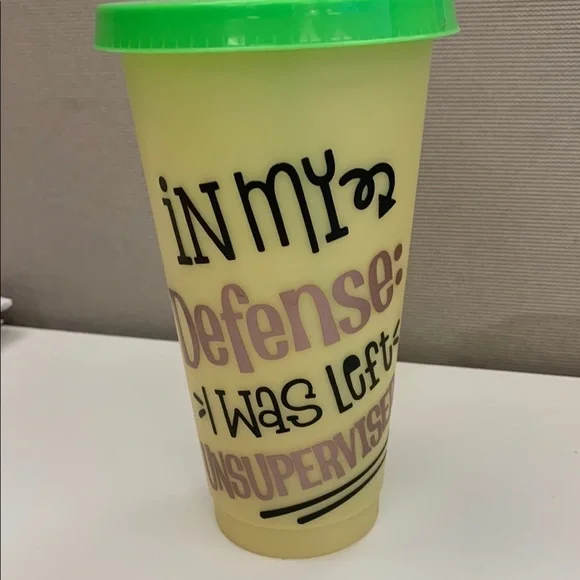 iN my
Defense:
I was Left
UNSUPERVISED